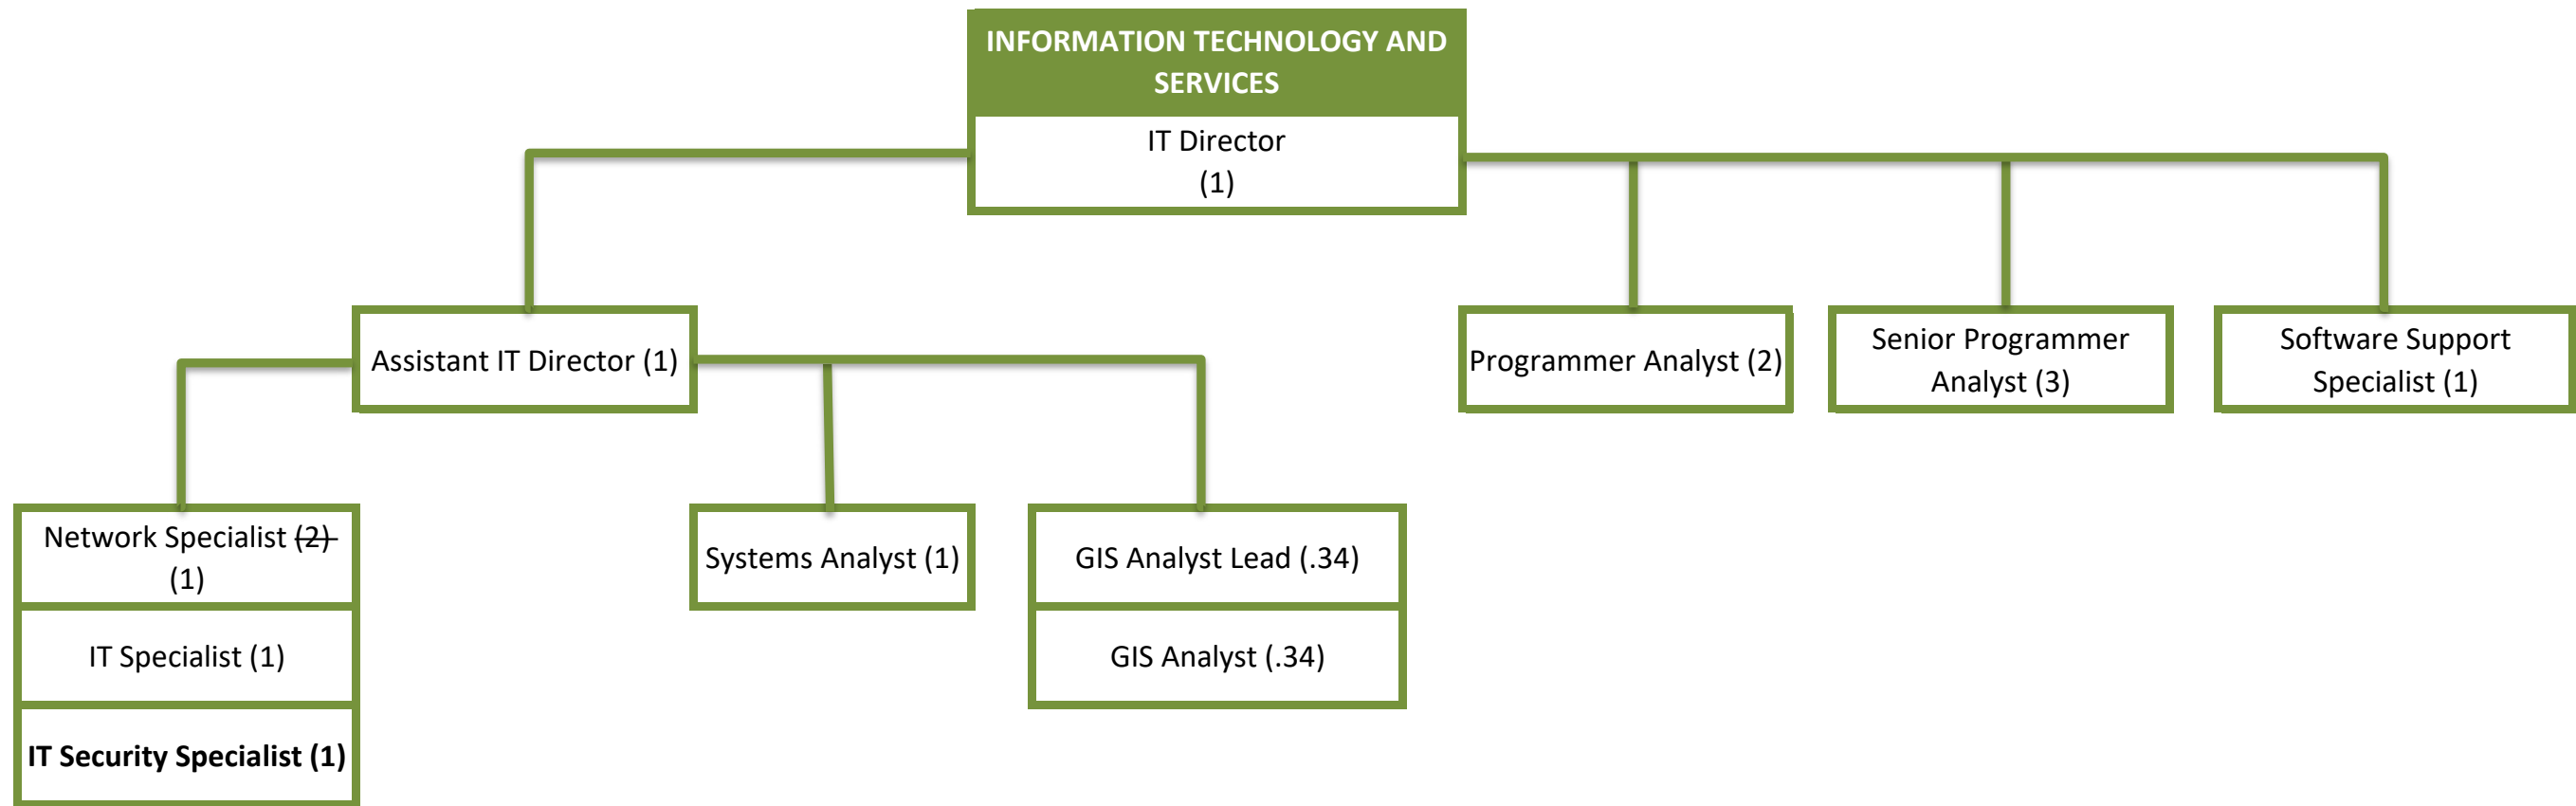 INFORMATION TECHNOLOGY AND
SERVICES
IT Director
(1)
Assistant IT Director (1)
Programmer Analyst (2)
Senior Programmer
Analyst (3)
Software Support
Specialist (1)
Network Specialist (2)
(1)
IT Specialist (1)
IT Security Specialist (1)
Systems Analyst (1)
GIS Analyst Lead (.34)
GIS Analyst (.34)